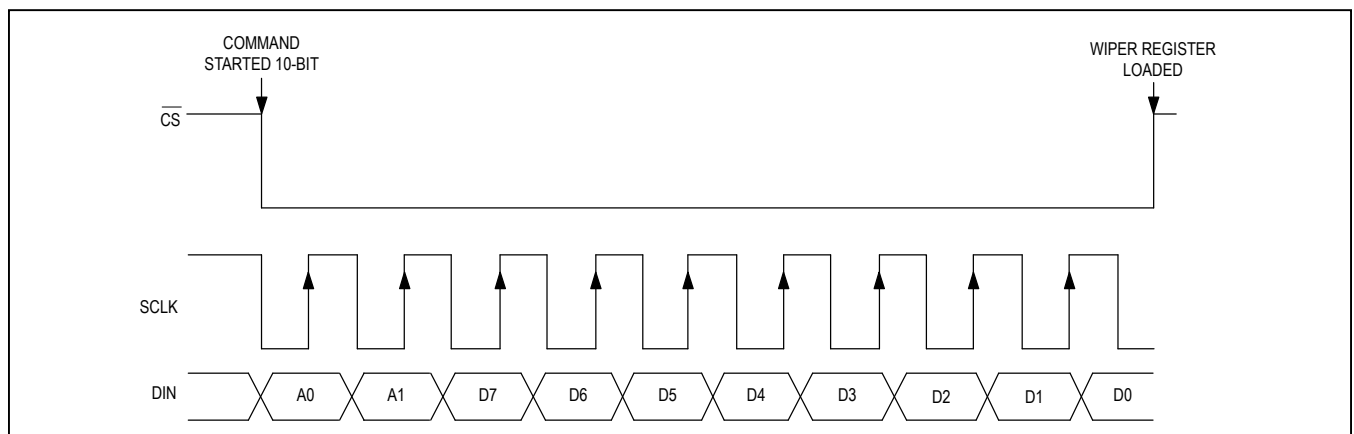 COMMAND
STARTED 10-BIT
WIPER REGISTER
LOADED
CS
SCLK
DIN
A0 A1 D7 D6 D5 D4 D3 D2 D1 D0